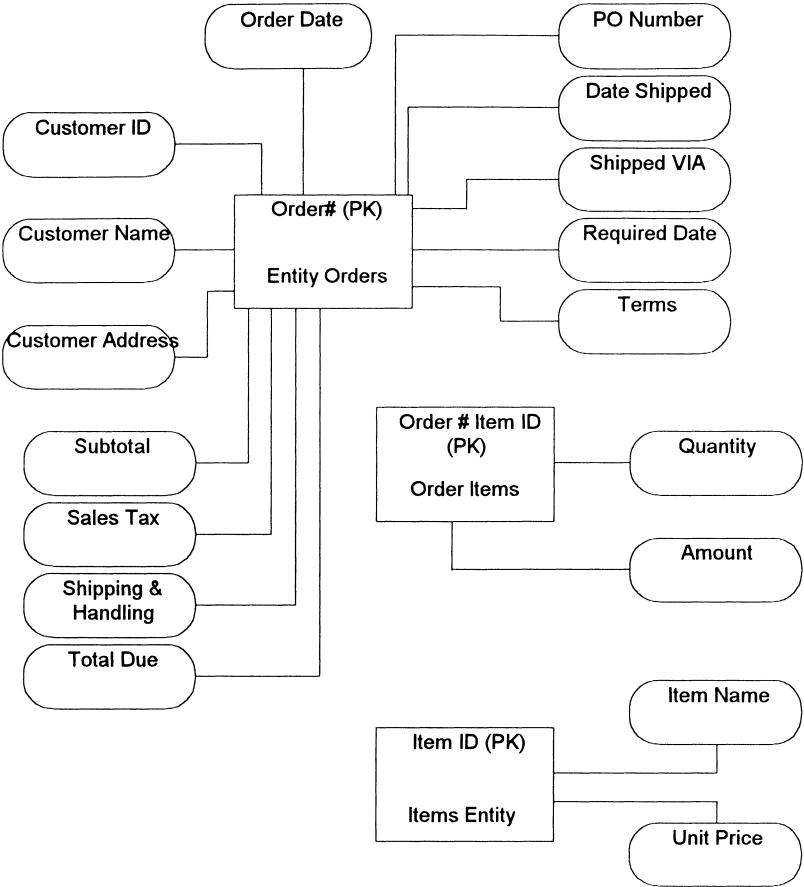 Order Date
PO Number
Date Shipped
Customer ID
Shipped VIA
Order# (PK)
Customer Name
Required Date
Entity Orders
Terms
Customer Address
Order # Item ID
(PK)
Order Items
Subtotal
Quantity
Sales Tax
Amount
Shipping &
Handling
Total Due
Item Name
Item ID (PK)
Items Entity
Unit Price